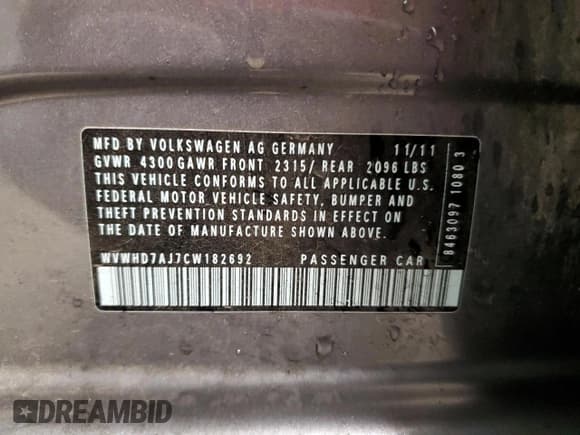 MFD BY VOLKSWAGEN AG GERMANY 11/11
GVWR 4300 GAWR FRONT 2315/ REAR 2096 LBS
THIS VEHICLE CONFORMS TO ALL APPLICABLE U.S.
FEDERAL MOTOR VEHICLE SAFETY, BUMPER AND
THEFT PREVENTION STANDARDS IN EFFECT ON
THE DATE OF MANUFACTURE SHOWN ABOVE.
WVWHD7AJ7CW182692 PASSENGER CAR
8463097 1080 3
DREAMBID